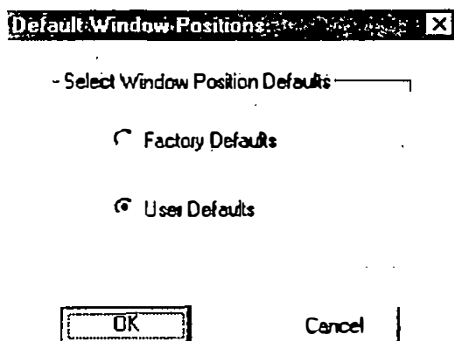 Default Window Positions
Select Window Position Defaults
Factory Defaults
User Defaults
OK
Cancel